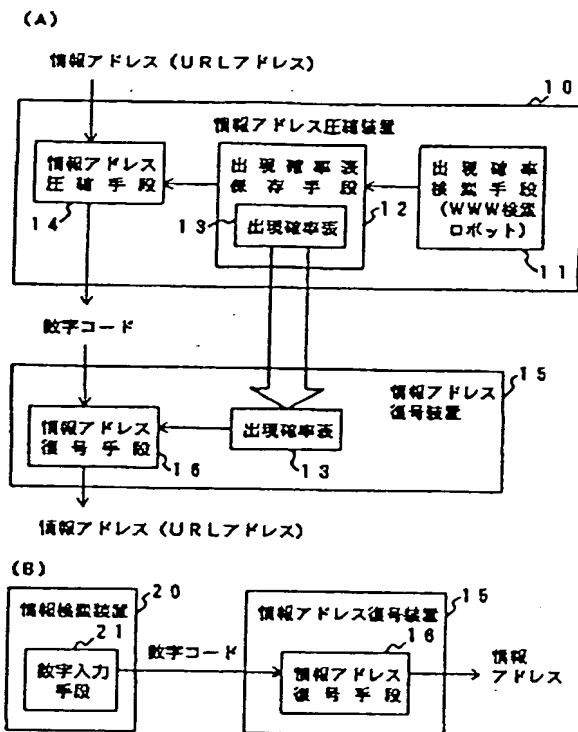 (A)
情報アドレス(URLアドレス)
10
情報アドレス圧縮装置
情報アドレス
圧縮手段
14
出現確率表
保存手段
13
出現確率表
12
出現確率
検索手段
(WWW検索
ロボット)
11
数字コード
15
情報アドレス
復号装置
情報アドレス
復号手段
16
出現確率表
13
情報アドレス(URLアドレス)
(B)
20
情報検索装置
21
数字入力
手段
数字コード
15
情報アドレス復号装置
16
情報アドレス
復号手段
情報
アドレス